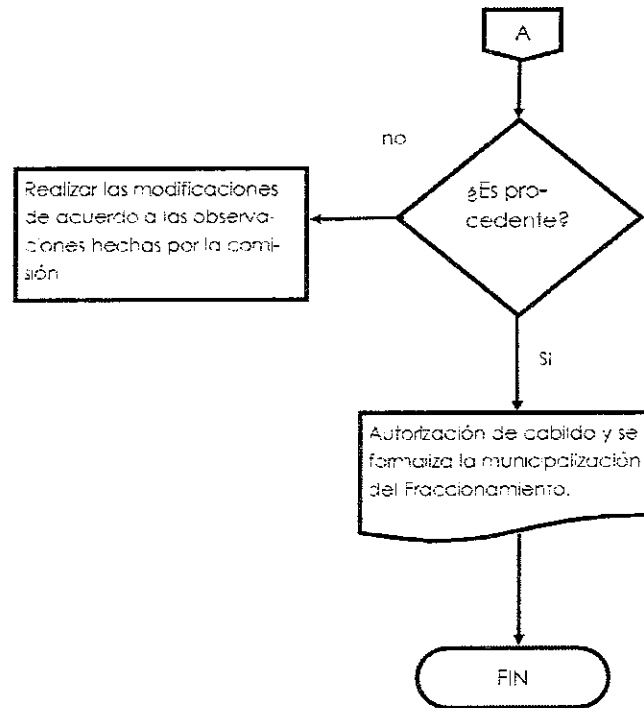 A
no
¿Es pro-
cedente?
Realizar las modificaciones
de acuerdo a las observa-
ciones hechas por la comi-
sión
Si
Autorización de cabildo y se
formaliza la municipalización
del Fraccionamiento.
FIN